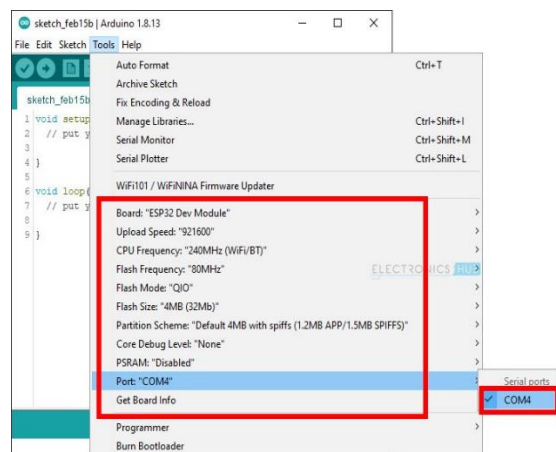 sketch_feb15b | Arduino 1.8.13
File Edit Sketch Tools Help
Auto Format Ctrl+T
Archive Sketch
Fix Encoding & Reload
Manage Libraries... Ctrl+Shift+I
Serial Monitor Ctrl+Shift+M
Serial Plotter Ctrl+Shift+L
WiFi101 / WiFiNINA Firmware Updater
Board: "ESP32 Dev Module"
Upload Speed: "921600"
CPU Frequency: "240MHz (WiFi/BT)"
Flash Frequency: "80MHz"
Flash Mode: "QIO"
Flash Size: "4MB (32Mb)"
Partition Scheme: "Default 4MB with spiffs (1.2MB APP/1.5MB SPIFFS)"
Core Debug Level: "None"
PSRAM: "Disabled"
Port: "COM4"
Get Board Info
Programmer
Burn Bootloader
Serial ports
COM4
sketch_feb15b
1 void setup
2 // put y
3
4 }
5
6 void loop(
7 // put y
8
9 }
ELECTRONICS HUB